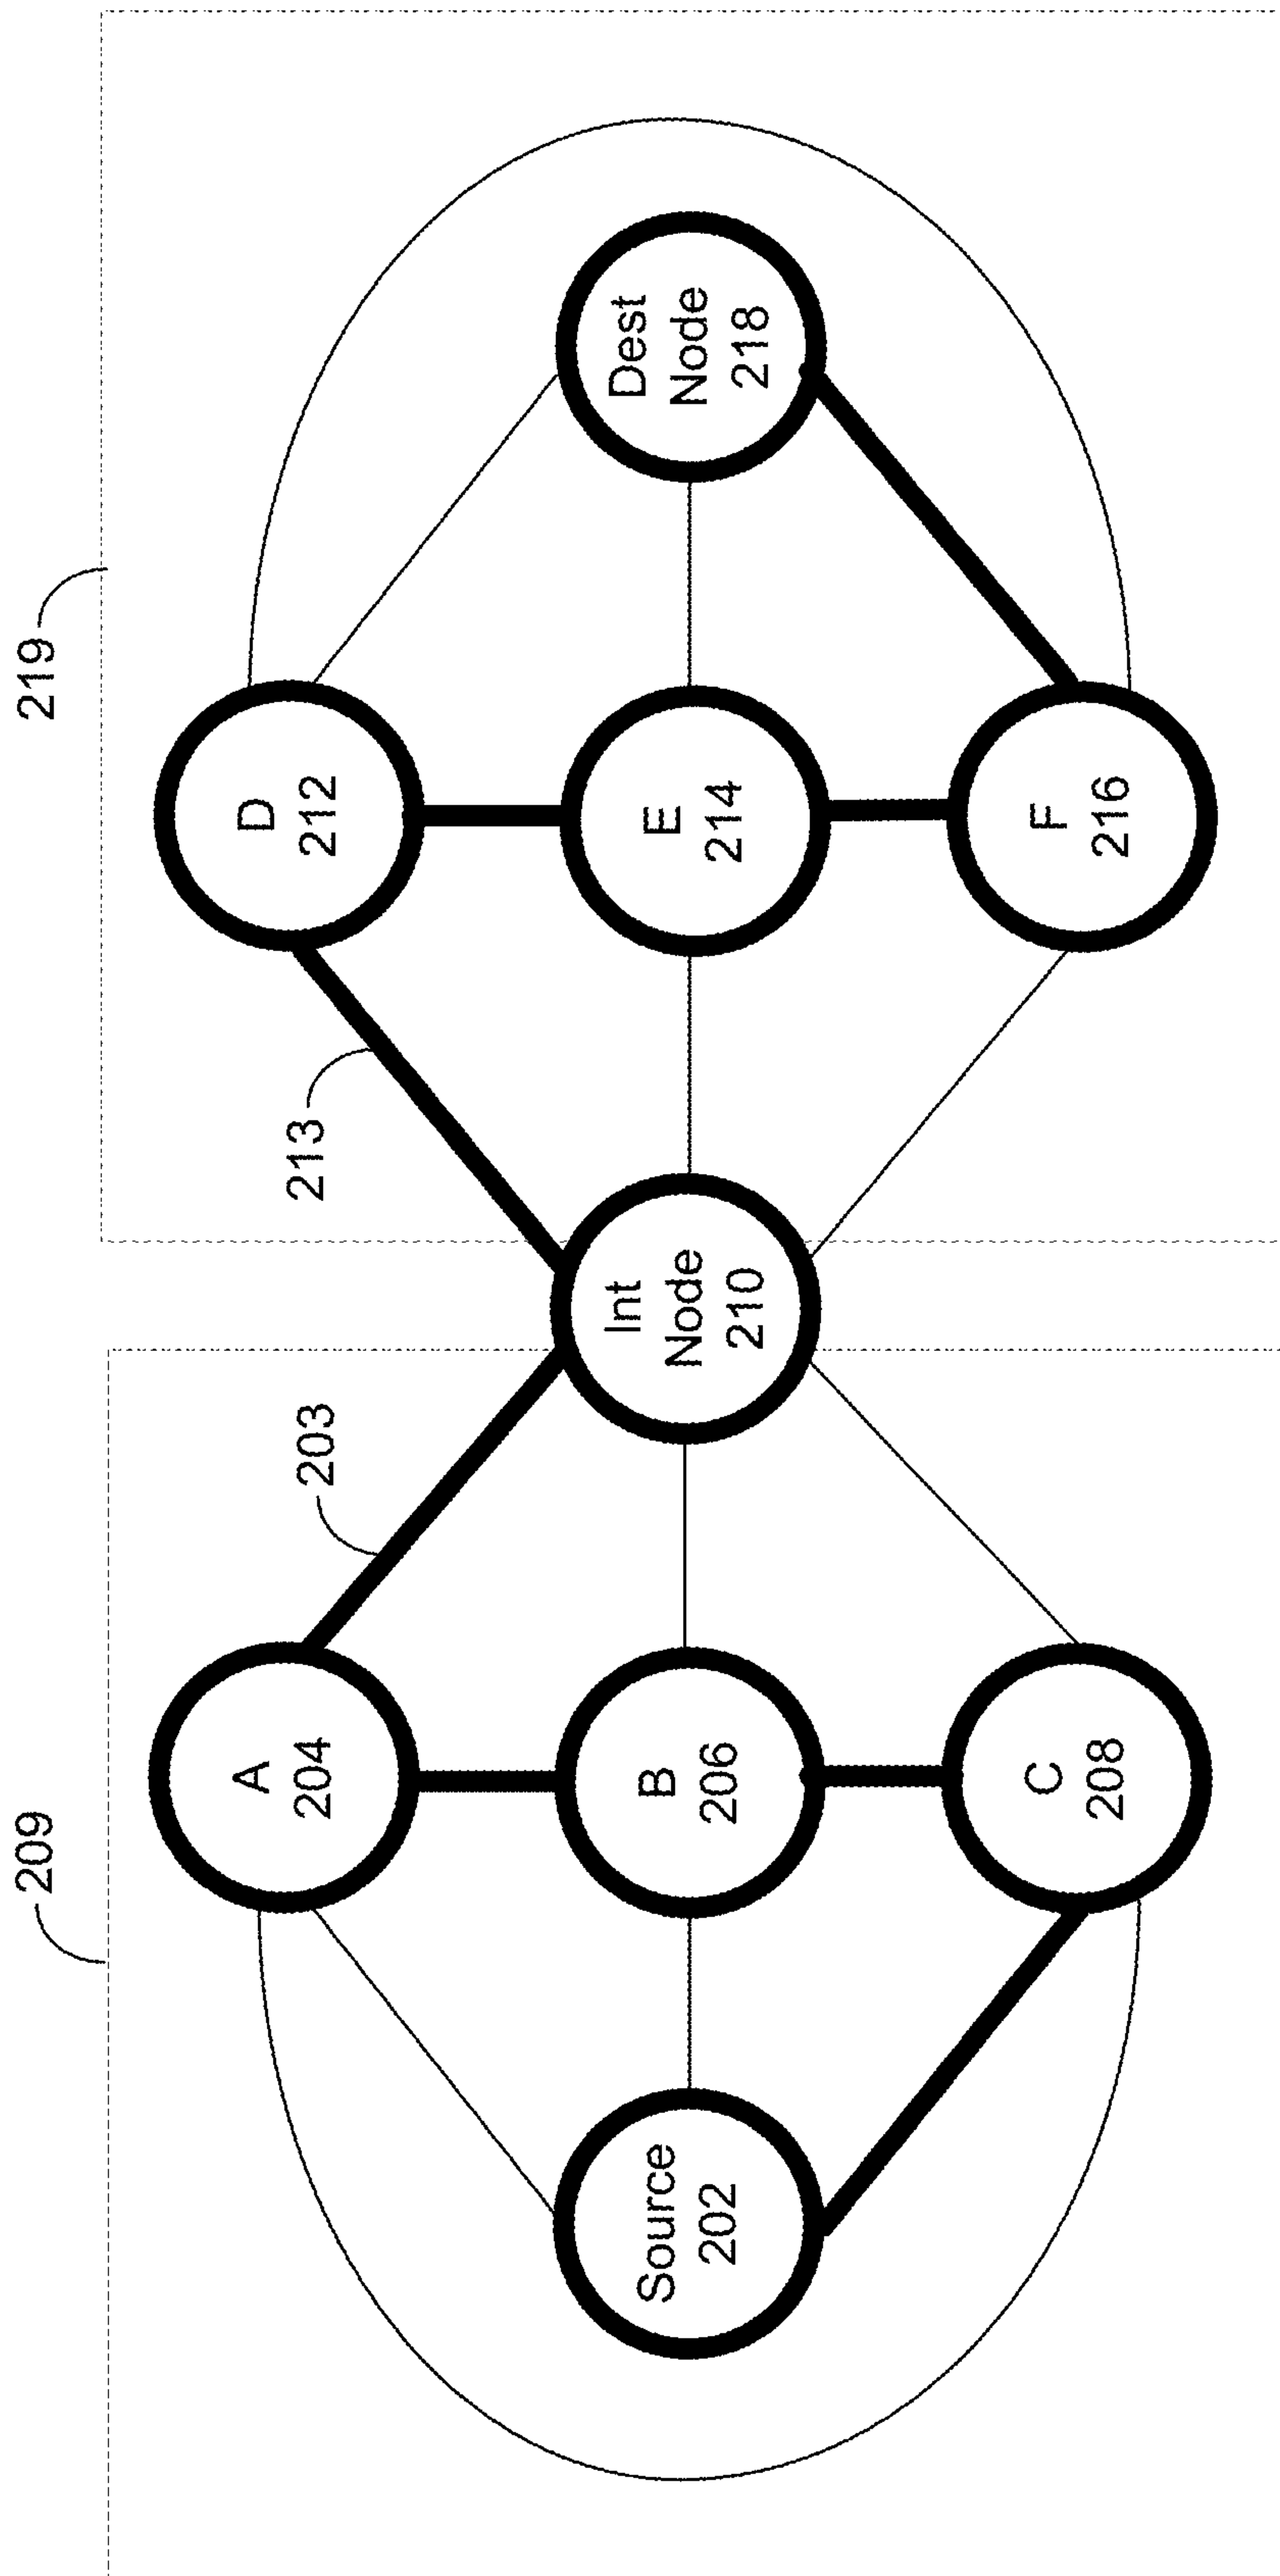 209
219
A
204
203
213
D
212
Source
202
B
206
Int
Node
210
E
214
Dest
Node
218
C
208
F
216